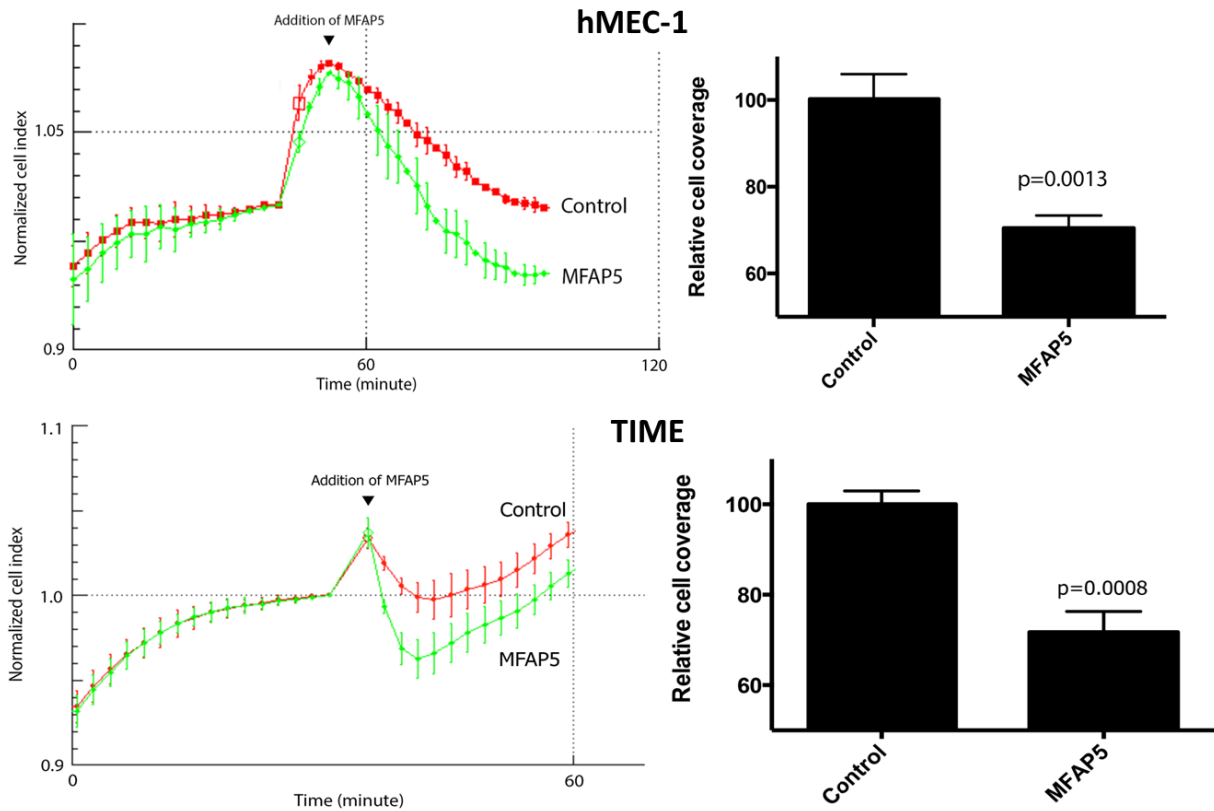 hMEC-1
Addition of MFAP5
Normalized cell index
1.05
0.9
0
60
120
Time (minute)
Control
MFAP5
Relative cell coverage
100
80
60
p=0.0013
Control
MFAP5
TIME
Addition of MFAP5
Normalized cell index
1.1
1.0
0.9
0
60
Time (minute)
Control
MFAP5
Relative cell coverage
100
80
60
p=0.0008
Control
MFAP5